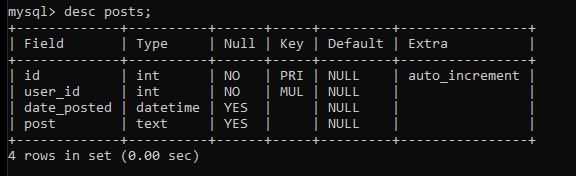 mysql> desc posts;
+-------------+----------+------+-----+---------+----------------+
| Field       | Type     | Null | Key | Default | Extra          |
+-------------+----------+------+-----+---------+----------------+
| id          | int      | NO   | PRI | NULL    | auto_increment |
| user_id     | int      | NO   | MUL | NULL    |                |
| date_posted | datetime | YES  |     | NULL    |                |
| post        | text     | YES  |     | NULL    |                |
+-------------+----------+------+-----+---------+----------------+
4 rows in set (0.00 sec)